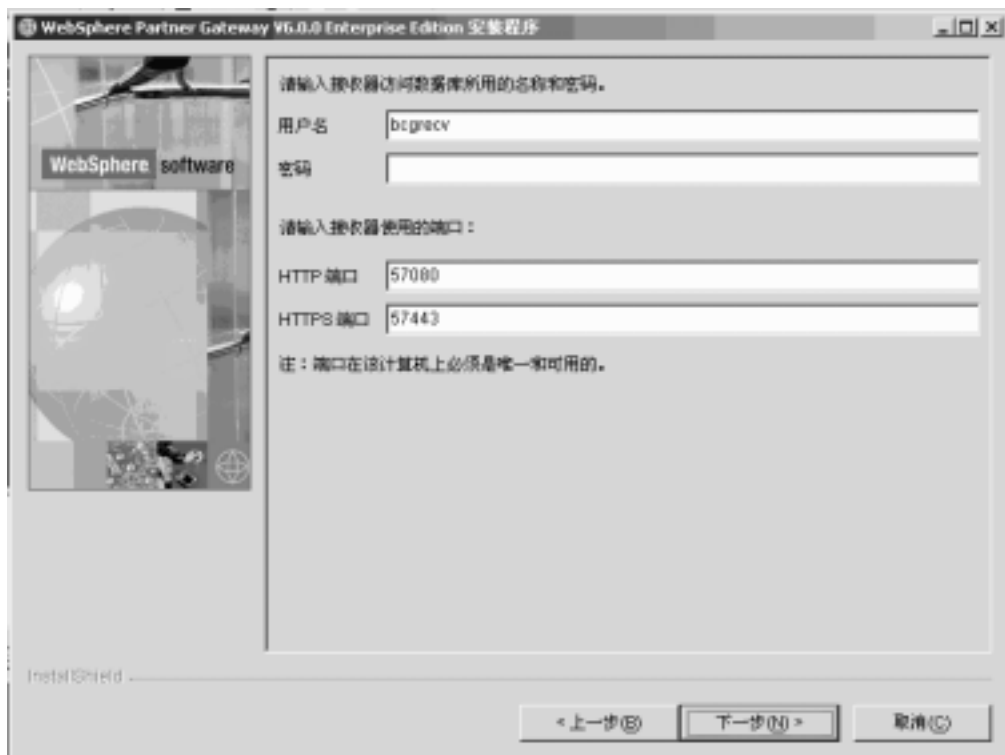 WebSphere Partner Gateway V6.0.0 Enterprise Edition 安装程序
WebSphere software
请输入接收器访问数据库所用的名称和密码。
用户名 bcgrecv
密码
请输入接收器使用的端口：
HTTP 端口 57080
HTTPS 端口 57443
注：端口在该计算机上必须是唯一和可用的。
InstallShield
< 上一步(B) 下一步(N) > 取消(C)